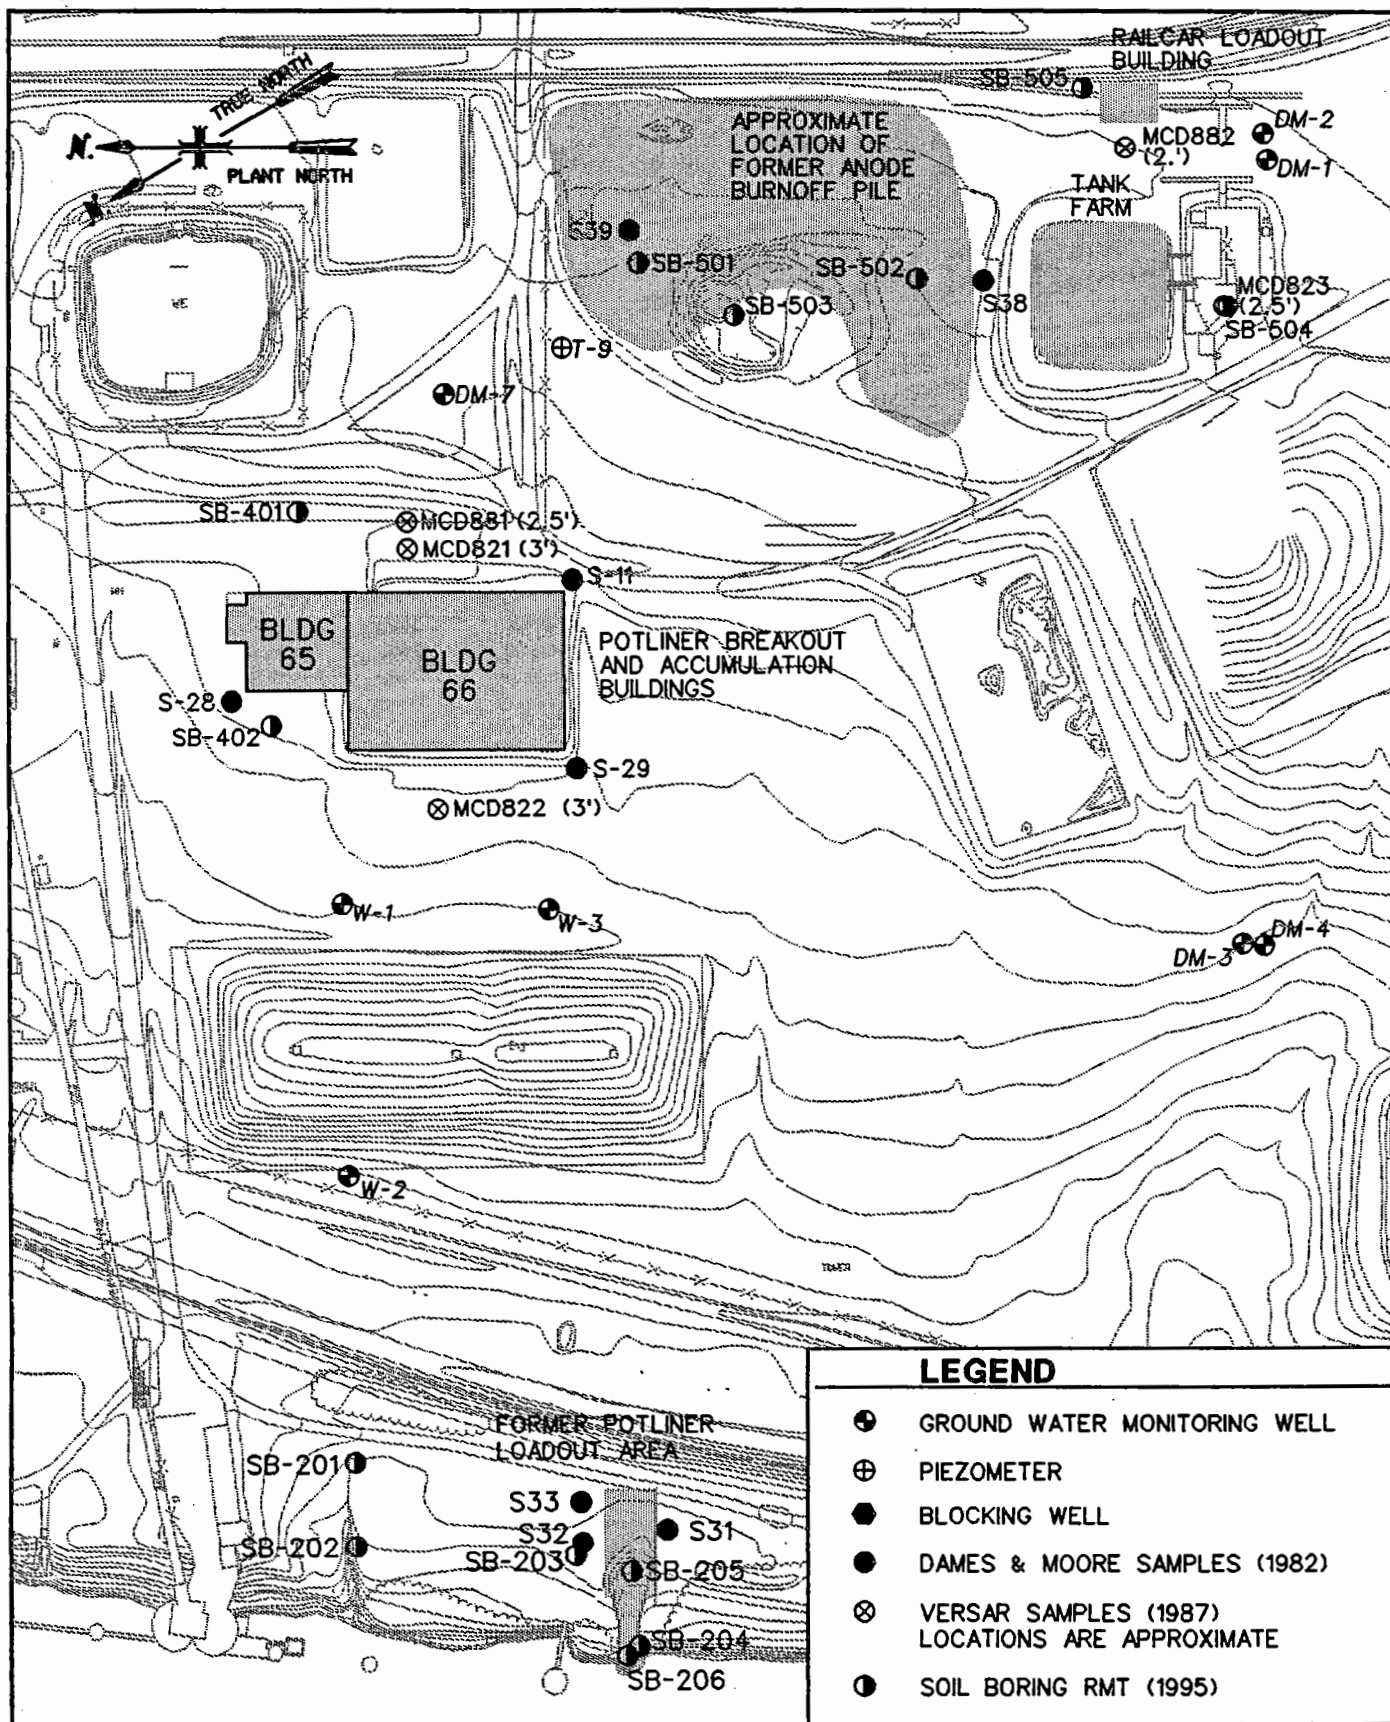 RAILCAR LOADOUT
BUILDING
SB-505
TRUE NORTH
N.
PLANT NORTH
N.
APPROXIMATE
LOCATION OF
FORMER ANODE
BURNOFF PILE
DM-2
MCD882
(2.')
DM-1
TANK
FARM
S39
SB-501
SB-502
S38
SB-503
MCD823
(2.5')
SB-504
T-9
DM-7
SB-401
MCD881 (2.5')
MCD821 (3')
S-11
BLDG
65
BLDG
66
POTLINER BREAKOUT
AND ACCUMULATION
BUILDINGS
S-28
SB-402
S-29
MCD822 (3')
W-1
W-3
DM-4
DM-3
W-2
TOWER
FORMER POTLINER
LOADOUT AREA
SB-201
S33
S32
S31
SB-202
SB-203
SB-205
SB-204
SB-206
LEGEND
GROUND WATER MONITORING WELL
PIEZOMETER
BLOCKING WELL
DAMES & MOORE SAMPLES (1982)
VERSAR SAMPLES (1987)
LOCATIONS ARE APPROXIMATE
SOIL BORING RMT (1995)